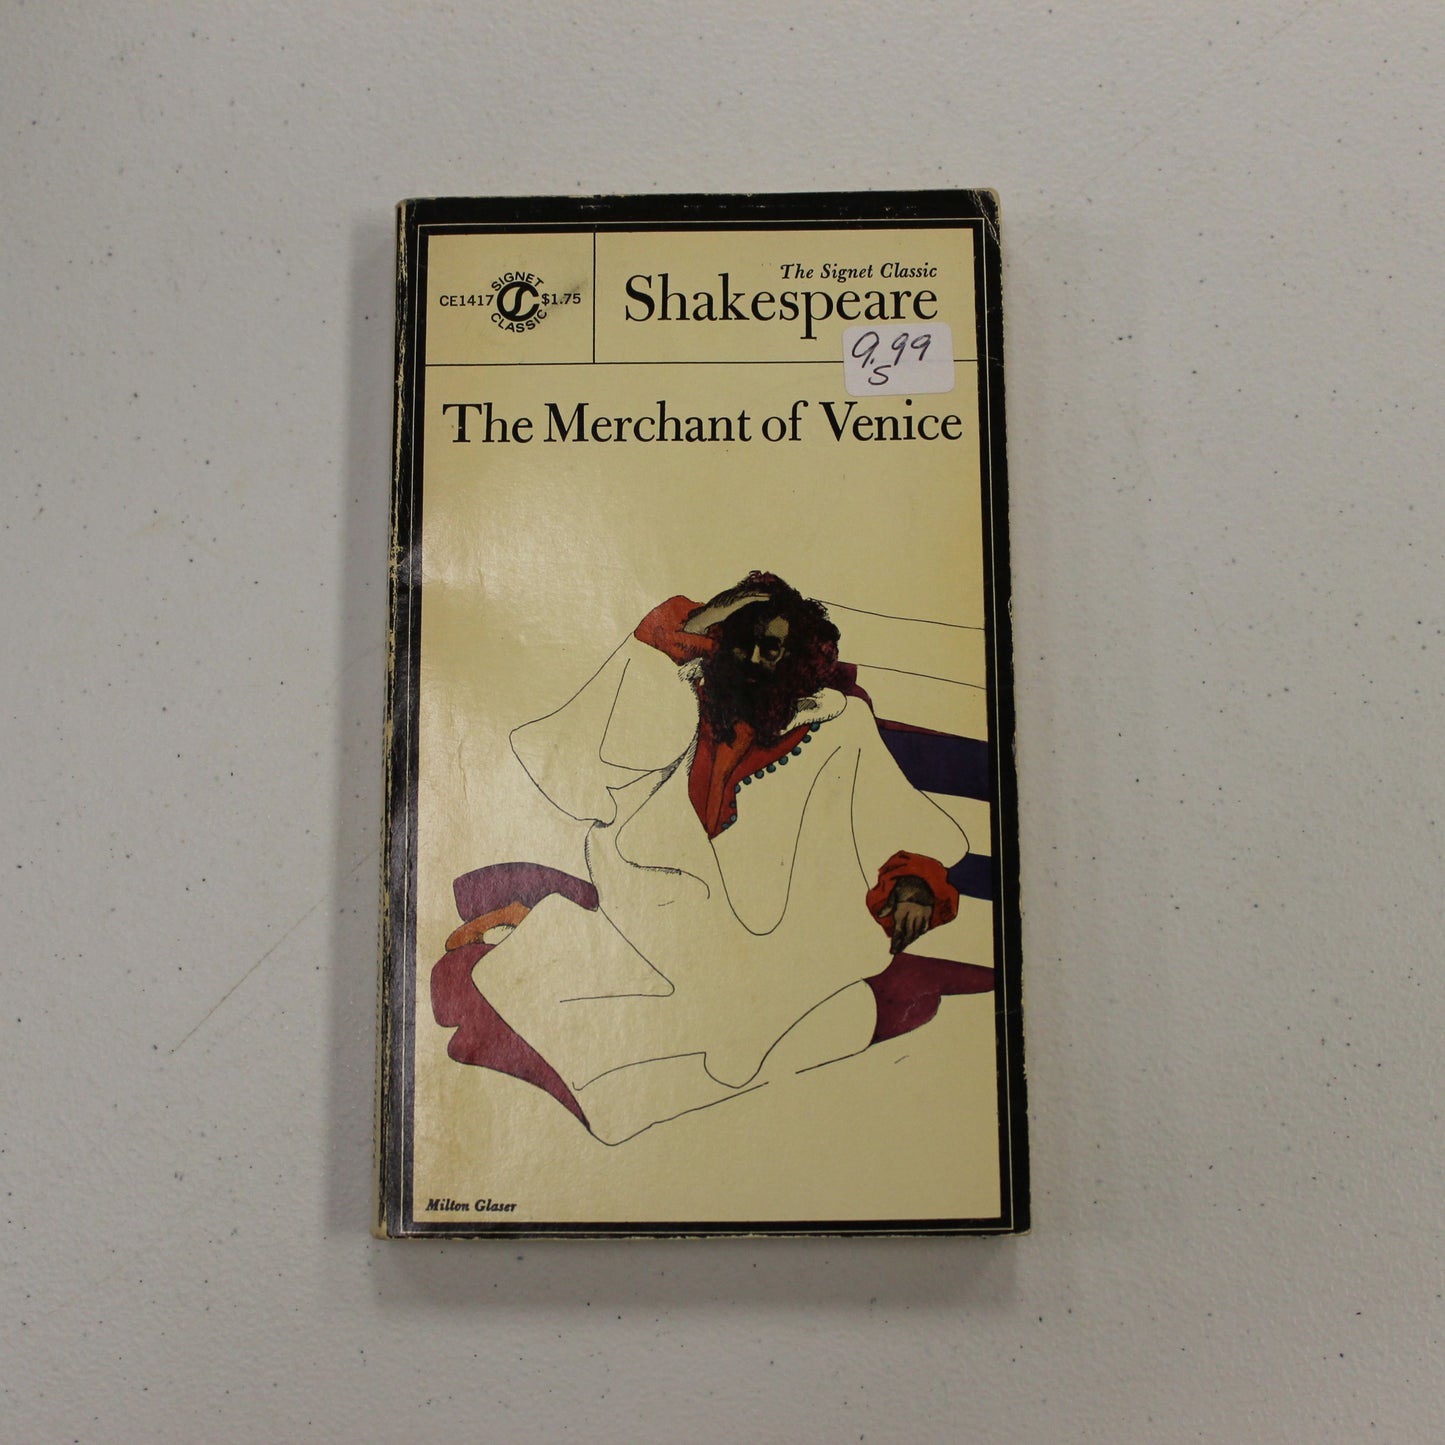 SIGNET
CE1417 $1.75
CLASSIC
The Signet Classic
Shakespeare
9.99
S
The Merchant of Venice
Milton Glaser